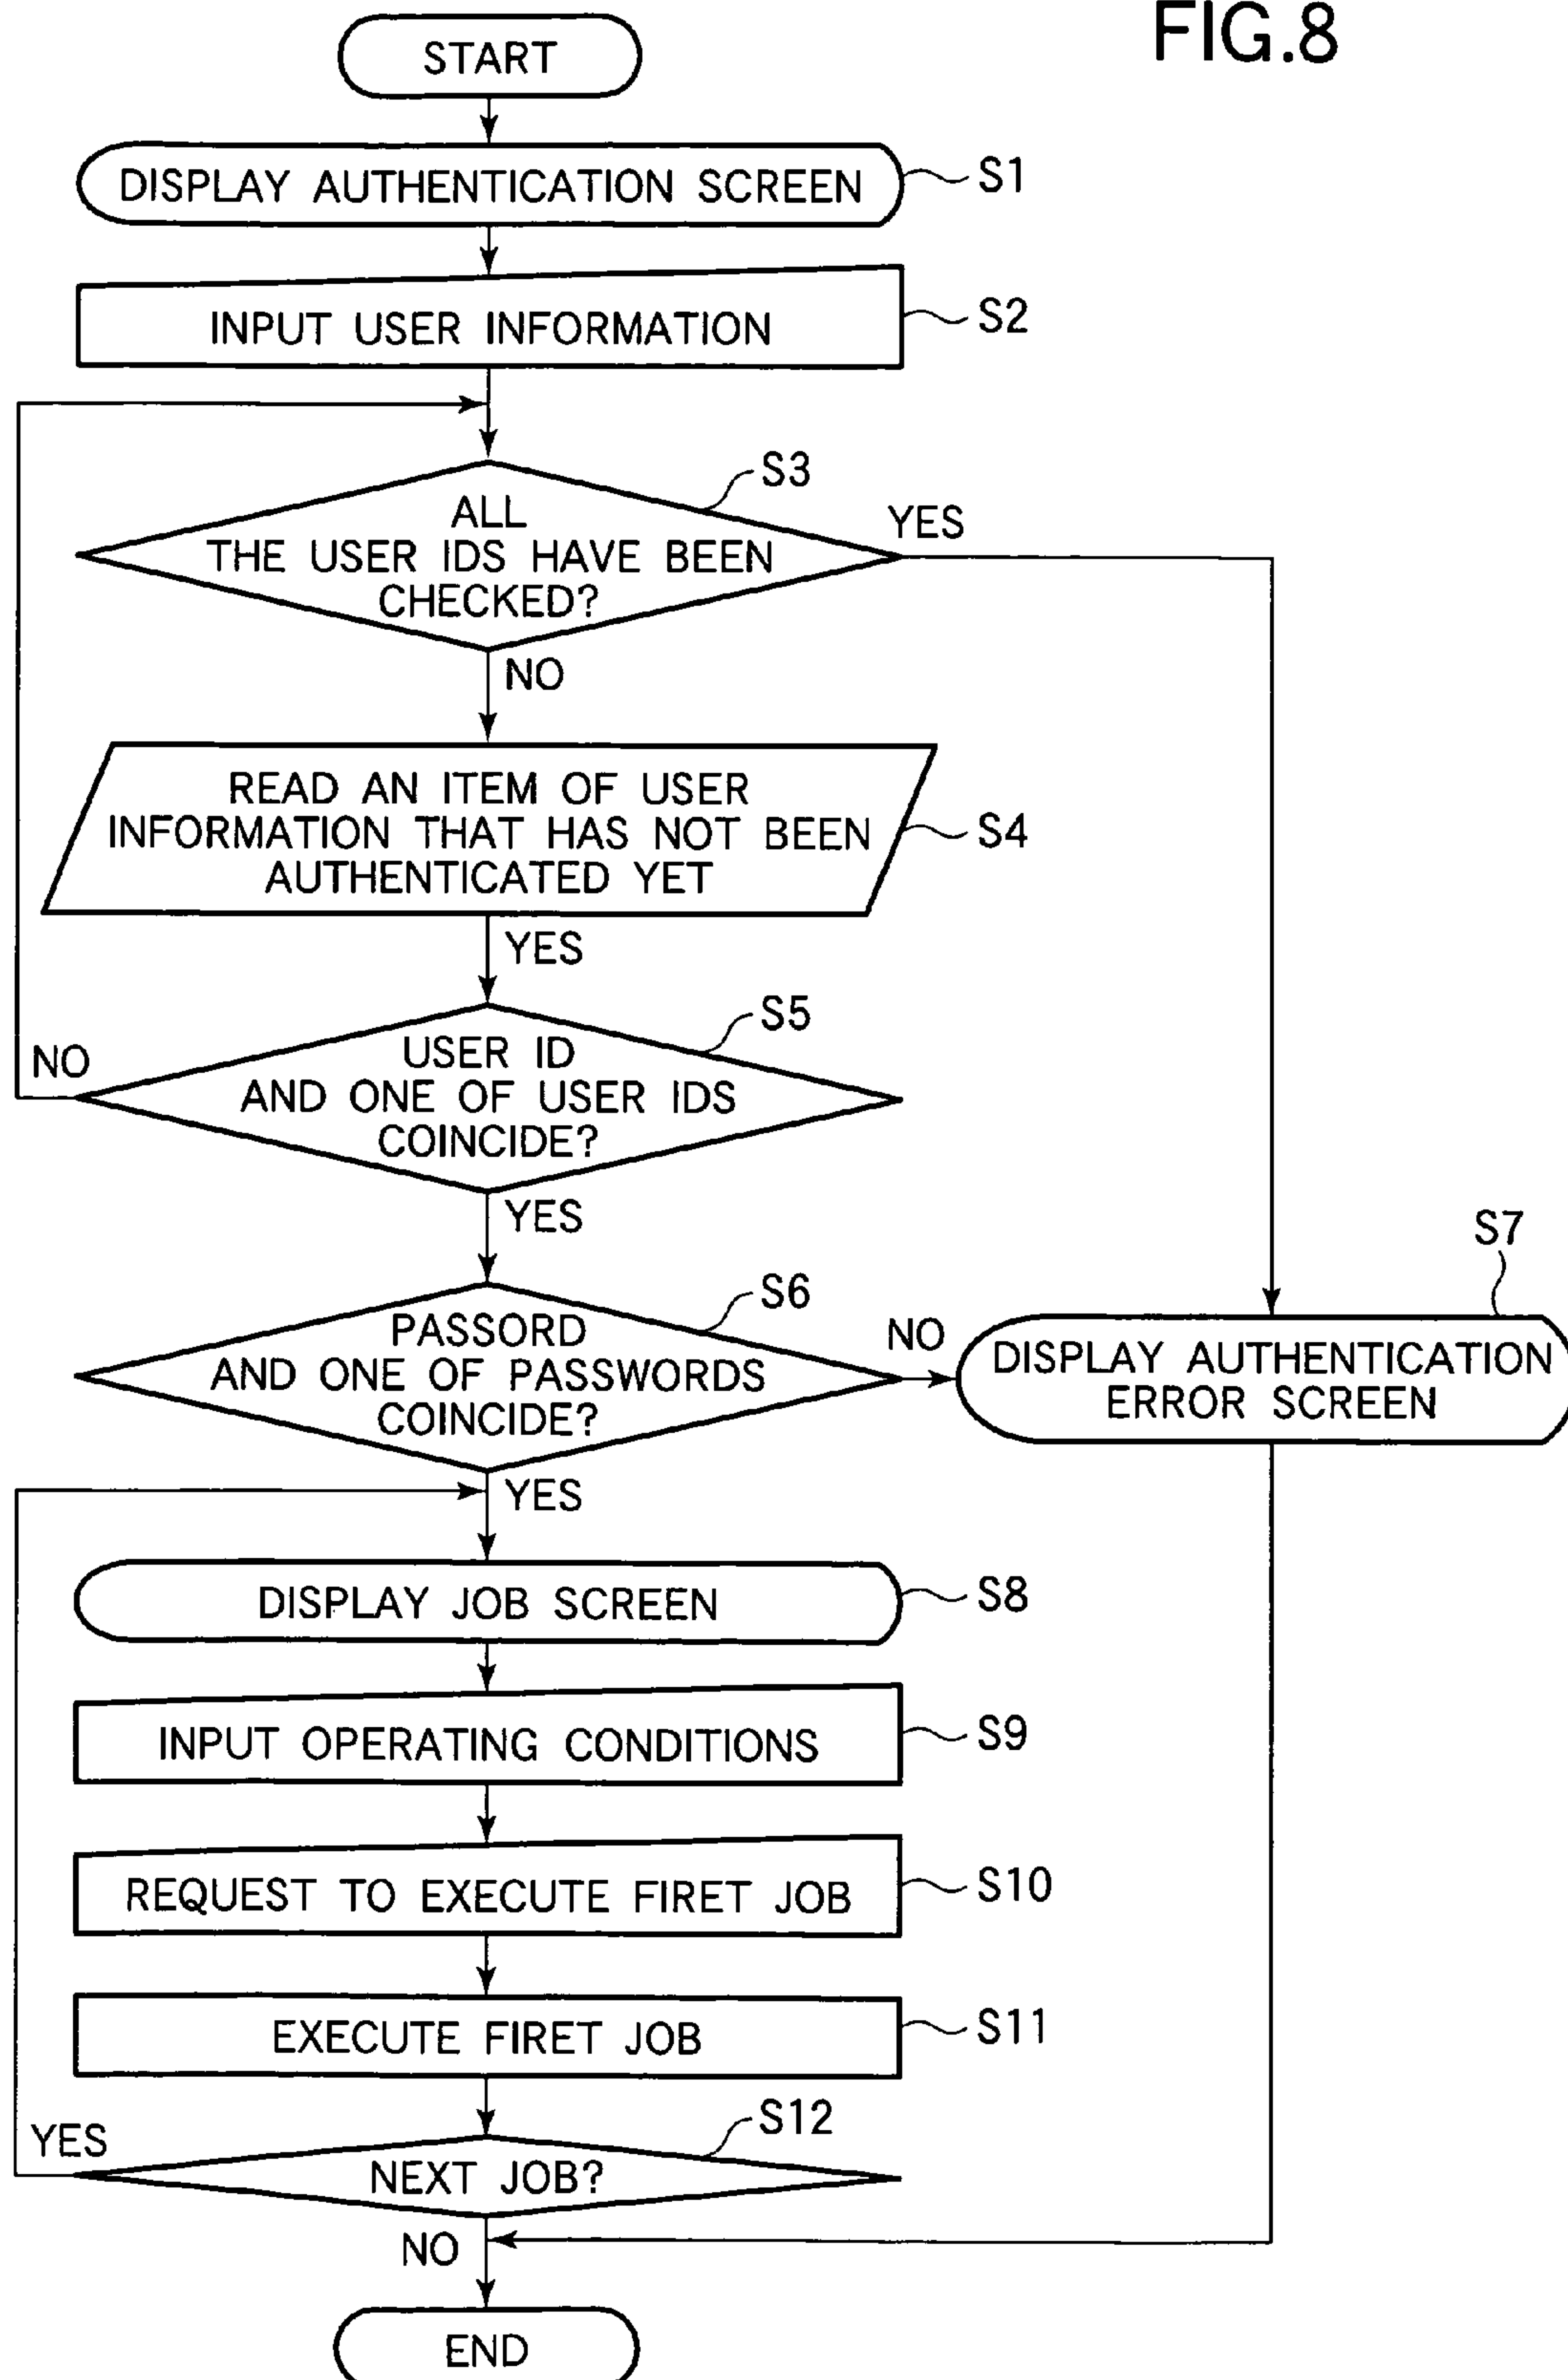 FIG.8
START
DISPLAY AUTHENTICATION SCREEN
S1
INPUT USER INFORMATION
S2
S3
ALL
THE USER IDS HAVE BEEN
CHECKED?
YES
NO
READ AN ITEM OF USER
INFORMATION THAT HAS NOT BEEN
AUTHENTICATED YET
S4
YES
S5
USER ID
AND ONE OF USER IDS
COINCIDE?
NO
YES
S6
PASSORD
AND ONE OF PASSWORDS
COINCIDE?
NO
S7
DISPLAY AUTHENTICATION
ERROR SCREEN
YES
DISPLAY JOB SCREEN
S8
INPUT OPERATING CONDITIONS
S9
REQUEST TO EXECUTE FIRET JOB
S10
EXECUTE FIRET JOB
S11
S12
YES
NEXT JOB?
NO
END